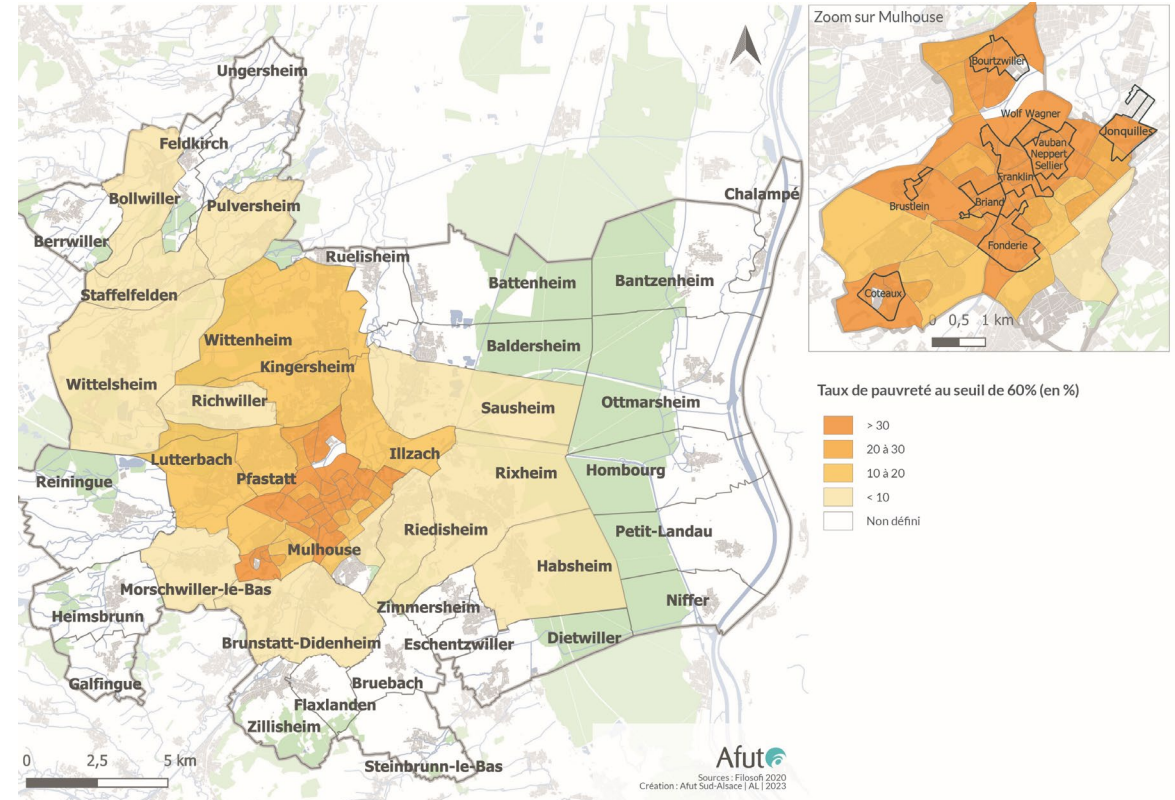 Ungersheim
Feldkirch
Bollwiller
Pulversheim
Berrwiller
Ruelisheim
Chalampé
Staffelfelden
Battenheim
Bantzenheim
Wittenheim
Baldersheim
Kingersheim
Wittelsheim
Richwiller
Sausheim
Ottmarsheim
Lutterbach
Illzach
Reiningue
Pfastatt
Rixheim
Hombourg
Riedisheim
Petit-Landau
Mulhouse
Habsheim
Morschwiller-le-Bas
Niffer
Heimsbrunn
Zimmersheim
Brunstatt-Didenheim
Eschentzwiller
Dietwiller
Galfingue
Bruebach
Flaxlanden
Zillisheim
Steinbrunn-le-Bas
0 2,5 5 km
Afut
Sources : Filosofi 2020
Création : Afut Sud-Alsace | AL | 2023
Zoom sur Mulhouse
Bourtzwiller
Wolf Wagner
Jonquilles
Vauban
Neppert
Sellier
Franklin
Brustlein
Briand
Fonderie
Coteaux
0 0,5 1 km
Taux de pauvreté au seuil de 60% (en %)
> 30
20 à 30
10 à 20
< 10
Non défini